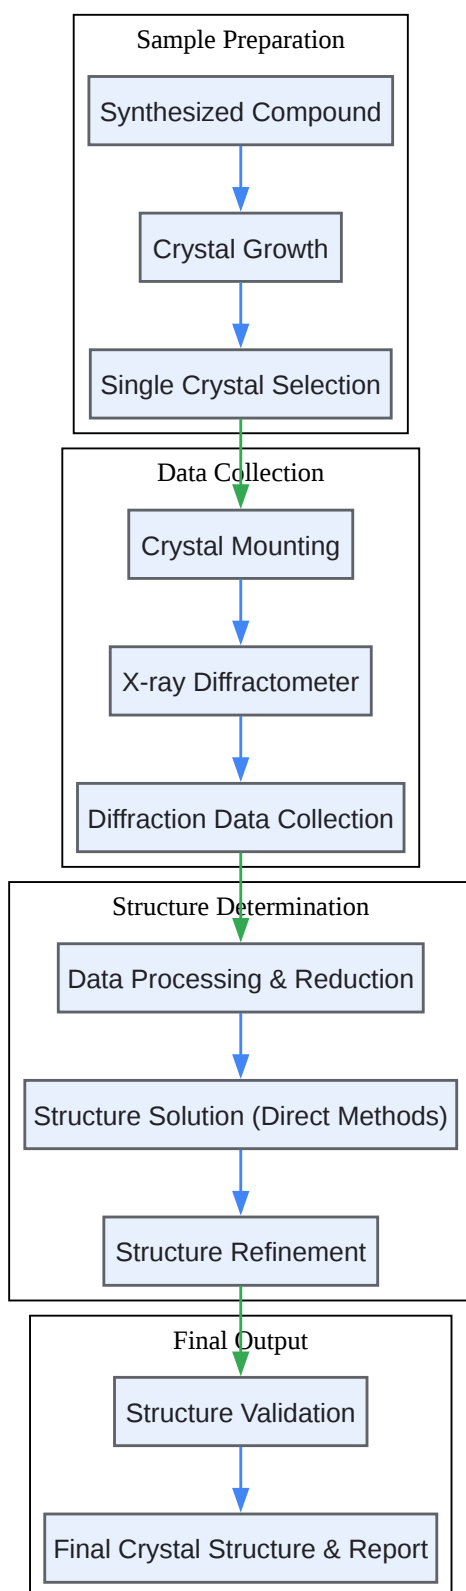 Sample Preparation
Synthesized Compound
Crystal Growth
Single Crystal Selection
Data Collection
Crystal Mounting
X-ray Diffractometer
Diffraction Data Collection
Structure Determination
Data Processing & Reduction
Structure Solution (Direct Methods)
Structure Refinement
Final Output
Structure Validation
Final Crystal Structure & Report